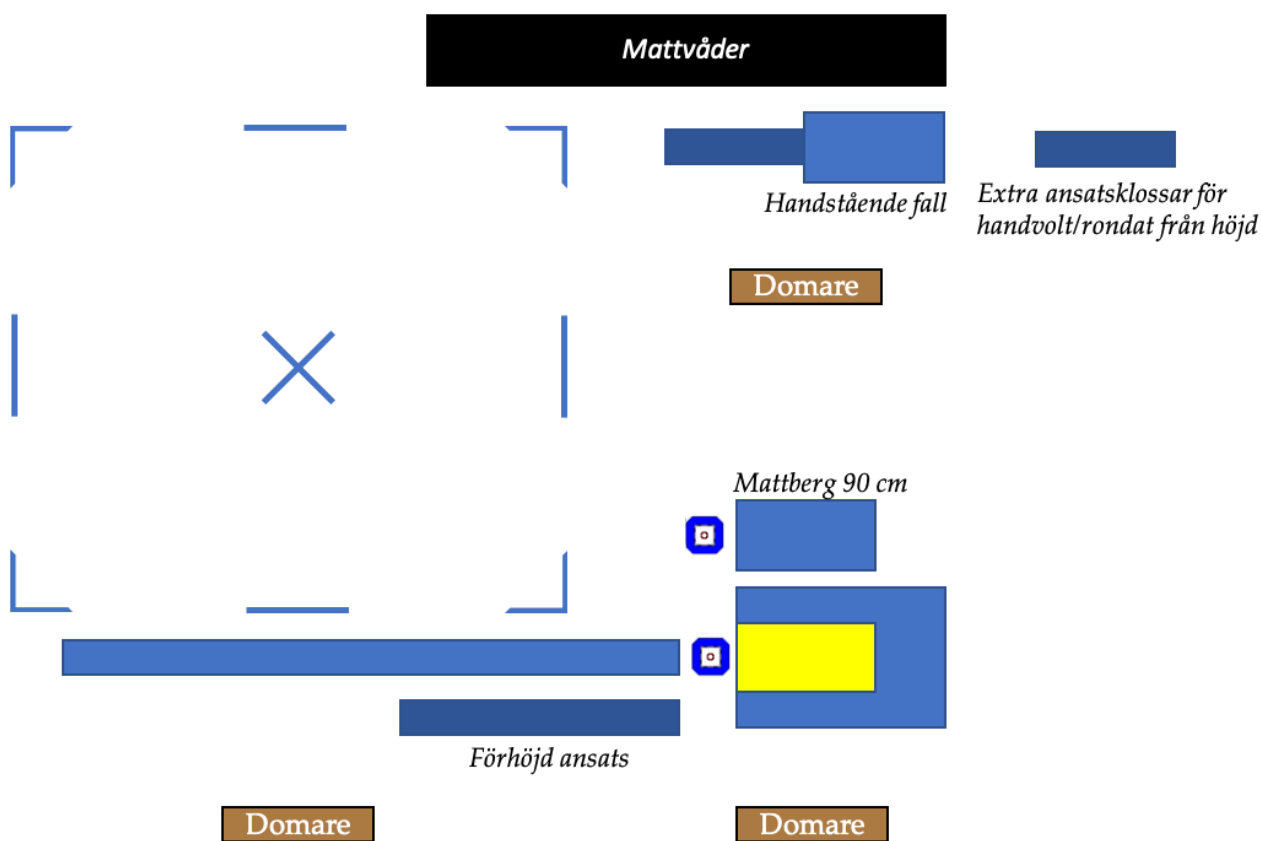 Mattvåder
Handstående fall
Extra ansatsklossar för
handvolt/rondat från höjd
Domare
Mattberg 90 cm
Förhöjd ansats
Domare
Domare